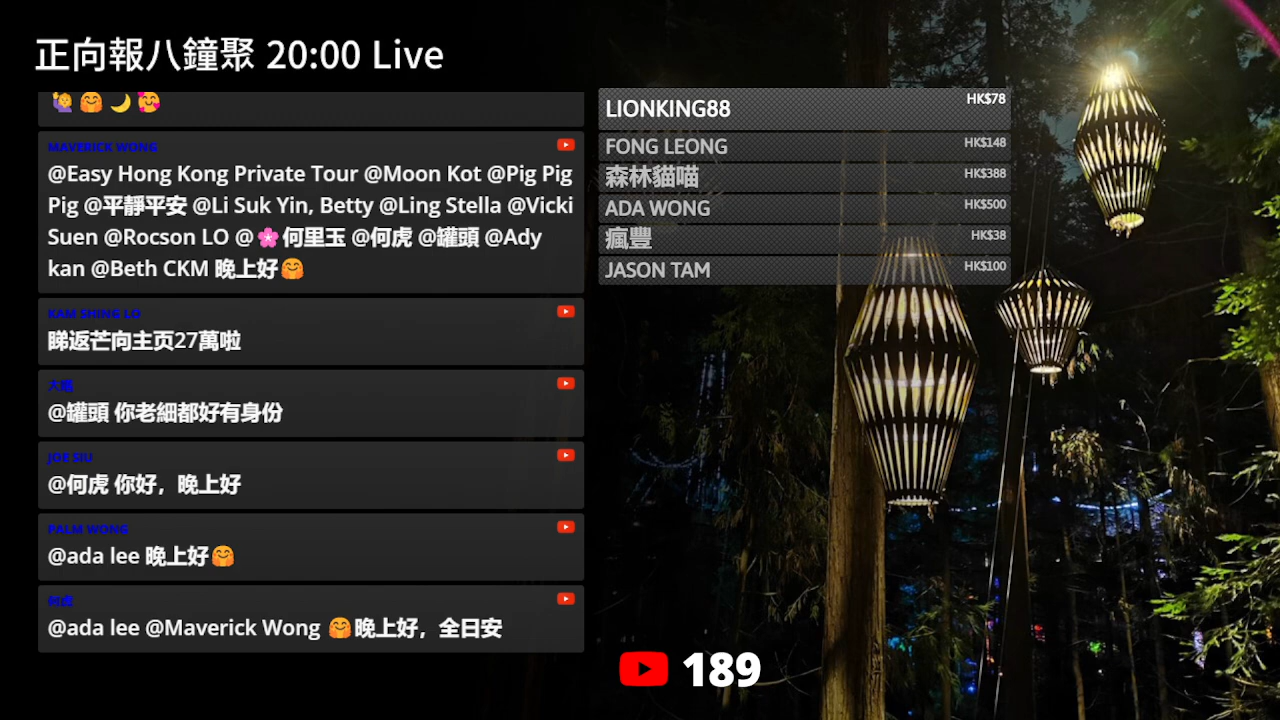 正向報八鐘聚 20:00 Live
MAVERICK WONG
@Easy Hong Kong Private Tour @Moon Kot @Pig Pig
Pig @平靜平安 @Li Suk Yin, Betty @Ling Stella @Vicki
Suen @Rocson LO @🌸何里玉 @何虎 @罐頭 @Ady
kan @Beth CKM 晚上好🤗
KAM SHING LO
睇返芒向主页27萬啦
@罐頭 你老細都好有身份
JOE SIU
@何虎 你好，晚上好
PALM WONG
@ada lee 晚上好🤗
何虎
@ada lee @Maverick Wong 🤗晚上好，全日安
LIONKING88 HK$78
FONG LEONG HK$148
森林貓喵 HK$388
ADA WONG HK$500
瘋豐 HK$38
JASON TAM HK$100
189